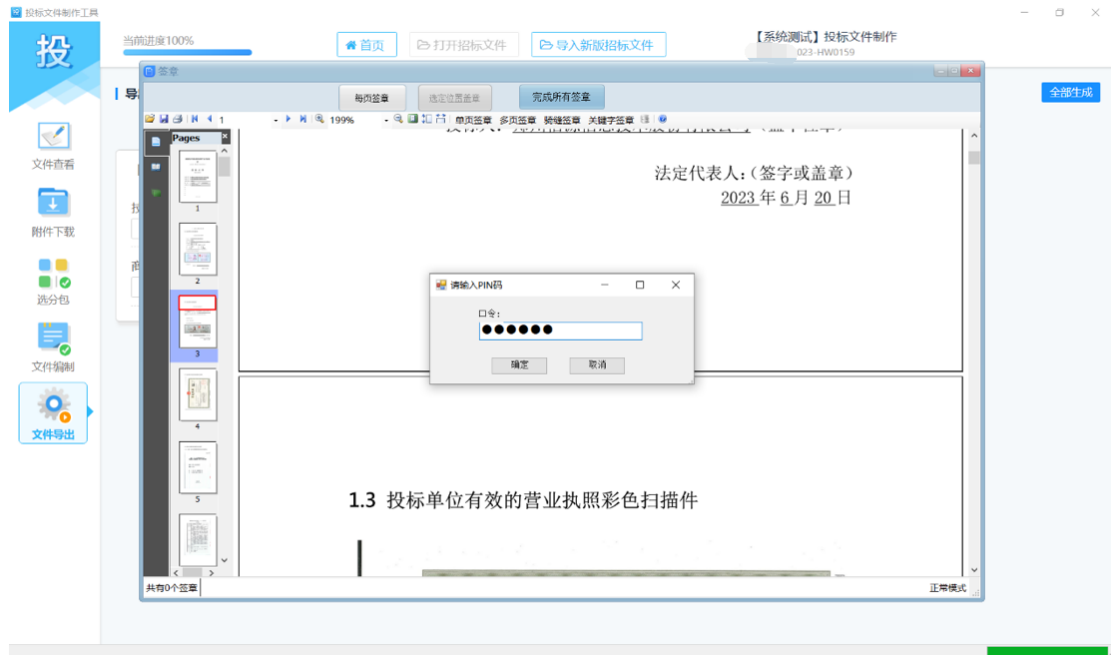 投标文件制作工具
投
当前进度100%
首页
打开招标文件
导入新版招标文件
【系统测试】投标文件制作
023-HW0159
全部生成
签章
每页签章
选定位置盖章
完成所有签章
1
199%
单页签章 多页签章 骑缝签章 关键字签章
Pages
1
2
3
4
5
文件查看
附件下载
选分包
文件编制
文件导出
法定代表人:（签字或盖章）
2023 年 6 月 20 日
请输入PIN码
口令:
●●●●●●
确定
取消
1.3 投标单位有效的营业执照彩色扫描件
共有0个签章
正常模式